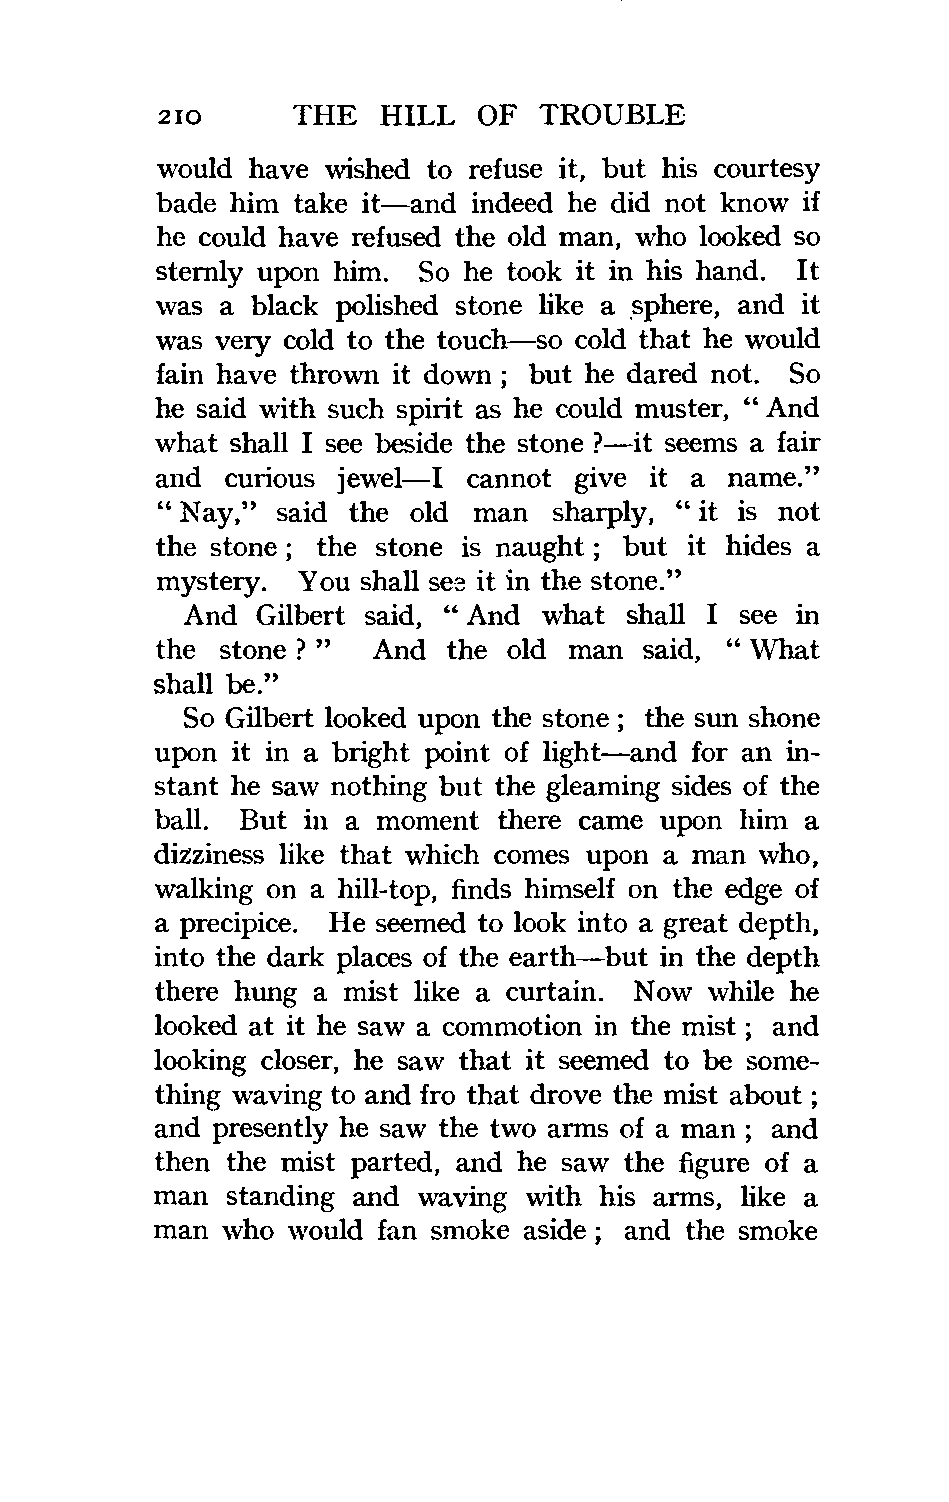 210 THE HILL OF TROUBLE
would have wished to refuse it, but his courtesy
bade him take it—and indeed he did not know if
he could have refused the old man, who looked so
sternly upon him. So he took it in his hand. It
was a black polished stone like a sphere, and it
was very cold to the touch—so cold that he would
fain have thrown it down ; but he dared not. So
he said with such spirit as he could muster, “ And
what shall I see beside the stone ?—it seems a fair
and curious jewel—I cannot give it a name.”
“ Nay,” said the old man sharply, “ it is not
the stone ; the stone is naught ; but it hides a
mystery. You shall see it in the stone.”
And Gilbert said, “ And what shall I see in
the stone ? ” And the old man said, “ What
shall be.”
So Gilbert looked upon the stone ; the sun shone
upon it in a bright point of light—and for an in-
stant he saw nothing but the gleaming sides of the
ball. But in a moment there came upon him a
dizziness like that which comes upon a man who,
walking on a hill-top, finds himself on the edge of
a precipice. He seemed to look into a great depth,
into the dark places of the earth—but in the depth
there hung a mist like a curtain. Now while he
looked at it he saw a commotion in the mist ; and
looking closer, he saw that it seemed to be some-
thing waving to and fro that drove the mist about ;
and presently he saw the two arms of a man ; and
then the mist parted, and he saw the figure of a
man standing and waving with his arms, like a
man who would fan smoke aside ; and the smoke